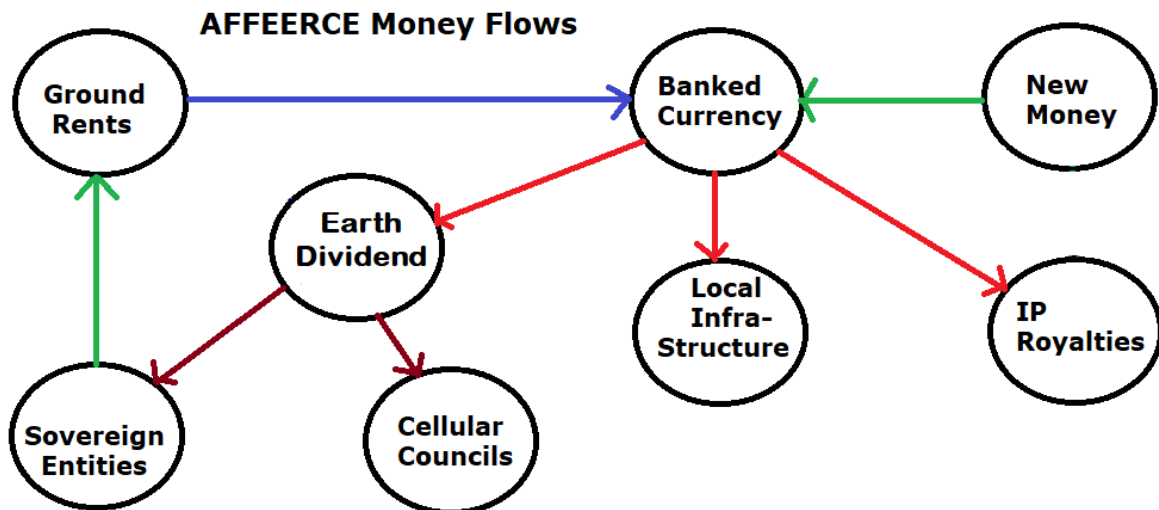 AFFEERCE Money Flows
Ground
Rents
Banked
Currency
New
Money
Earth
Dividend
Local
Infra-
Structure
IP
Royalties
Sovereign
Entities
Cellular
Councils